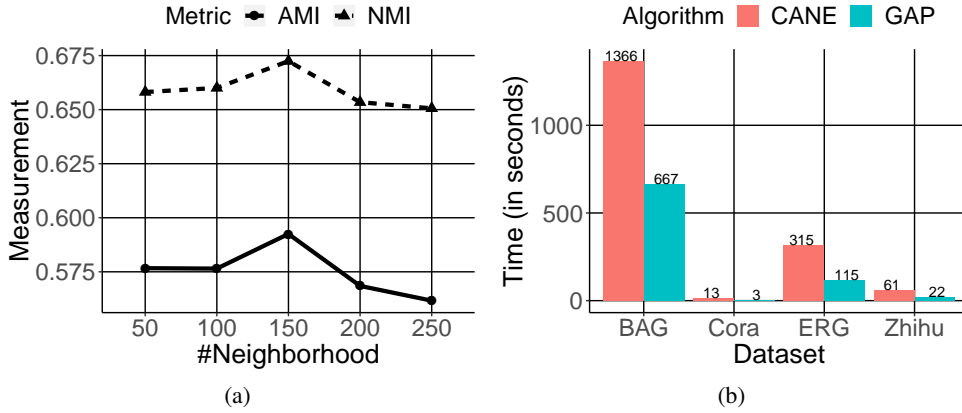 Metric AMI NMI
Measurement
0.675
0.650
0.625
0.600
0.575
50 100 150 200 250
#Neighborhood
(a)
Algorithm CANE GAP
Time (in seconds)
1000
500
0
1366
667
13
3
315
115
61
22
BAG Cora ERG Zhihu
Dataset
(b)